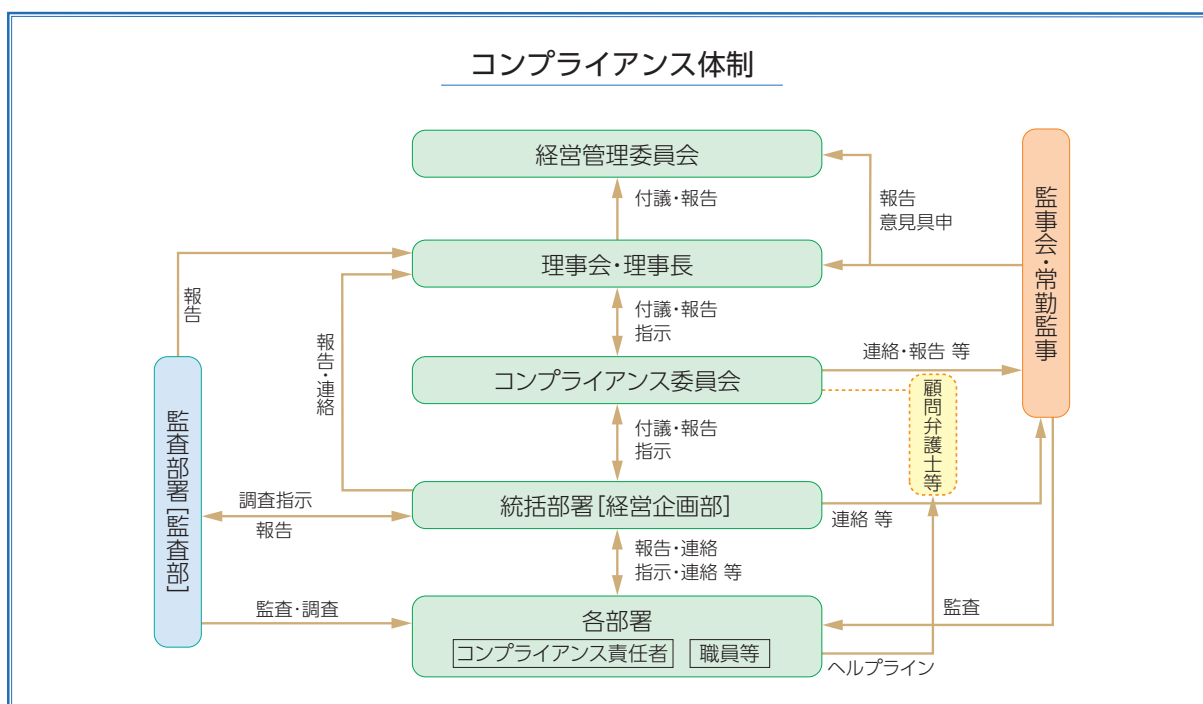 コンプライアンス体制
経営管理委員会
付議・報告
報告
意見具申
監事会・常勤監事
理事会・理事長
報告
付議・報告
指示
報告・連絡
連絡・報告 等
コンプライアンス委員会
顧問弁護士等
監査部署[監査部]
付議・報告
指示
統括部署[経営企画部]
調査指示
報告
連絡 等
報告・連絡
指示・連絡 等
監査・調査
各部署
監査
コンプライアンス責任者
職員等
ヘルプライン